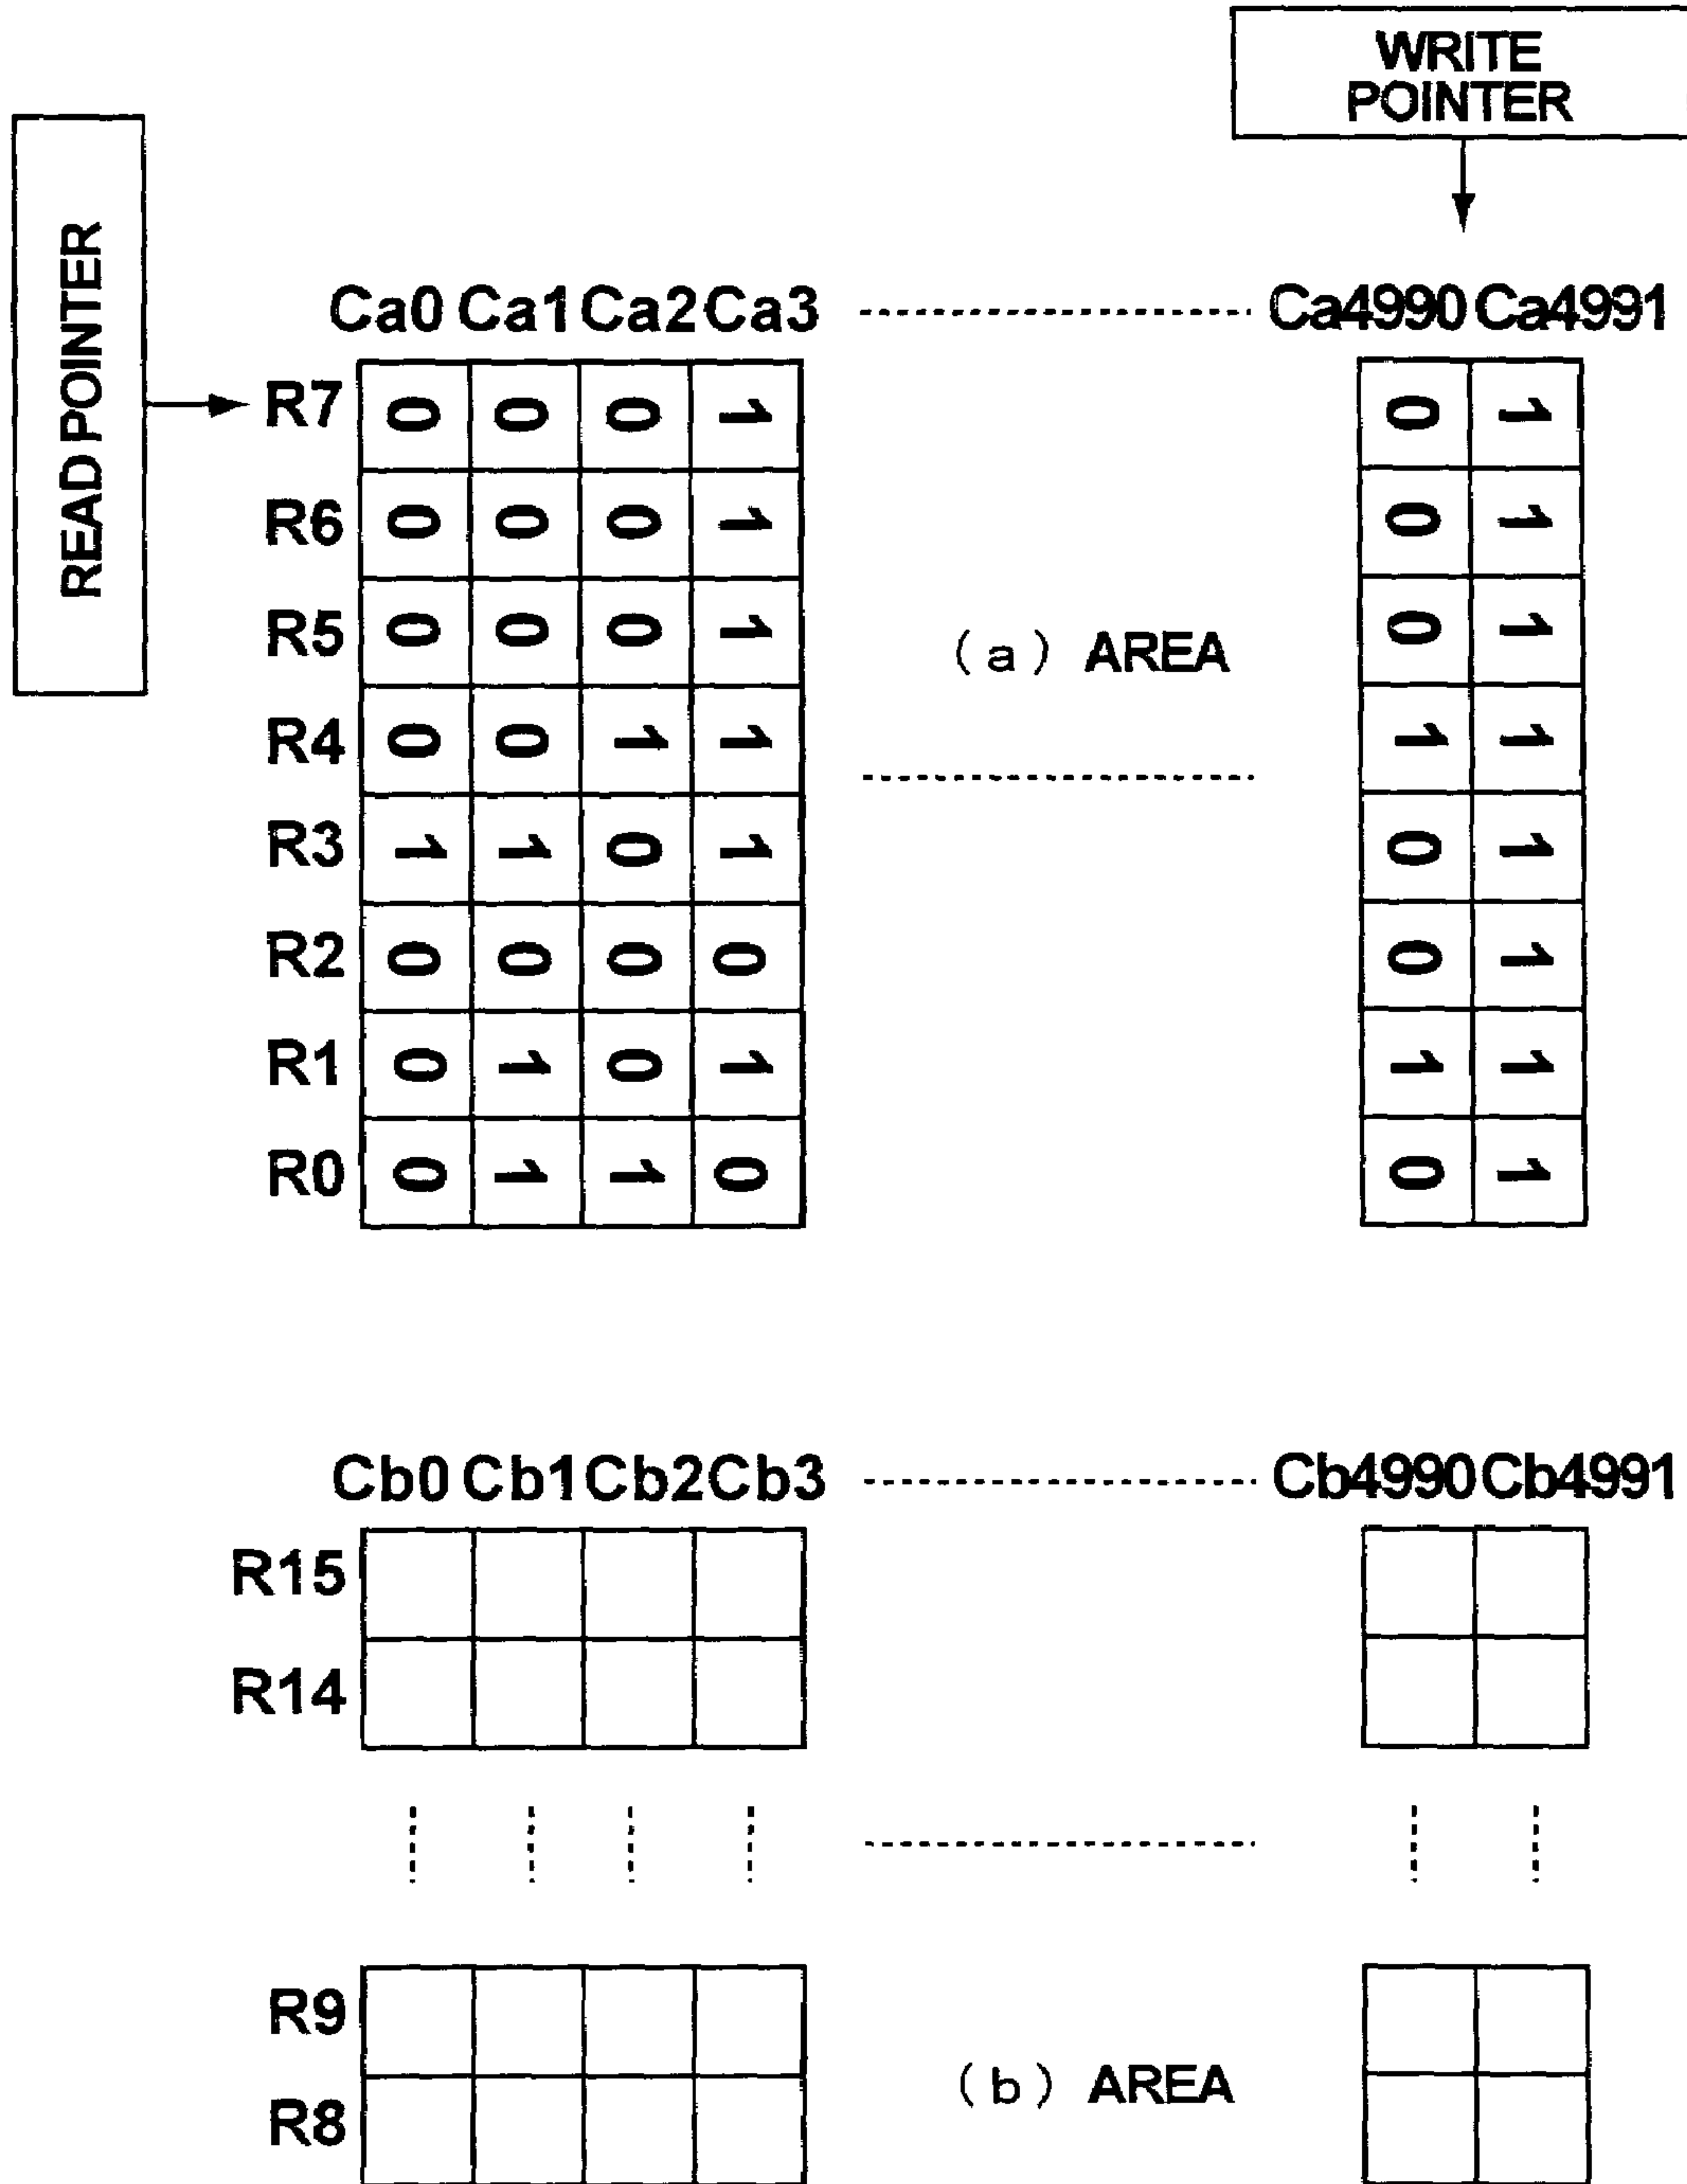 WRITE
POINTER
READ POINTER
Ca0 Ca1 Ca2 Ca3 Ca4990 Ca4991
R7 0 0 0 1 0 1
R6 0 0 0 1 0 1
R5 0 0 0 1 0 1
(a) AREA
R4 0 0 1 1 1 1
R3 1 1 0 1 0 1
R2 0 0 0 0 0 1
R1 0 1 0 1 1 1
R0 0 1 1 0 0 1
Cb0 Cb1 Cb2 Cb3 Cb4990 Cb4991
R15
R14
R9
(b) AREA
R8